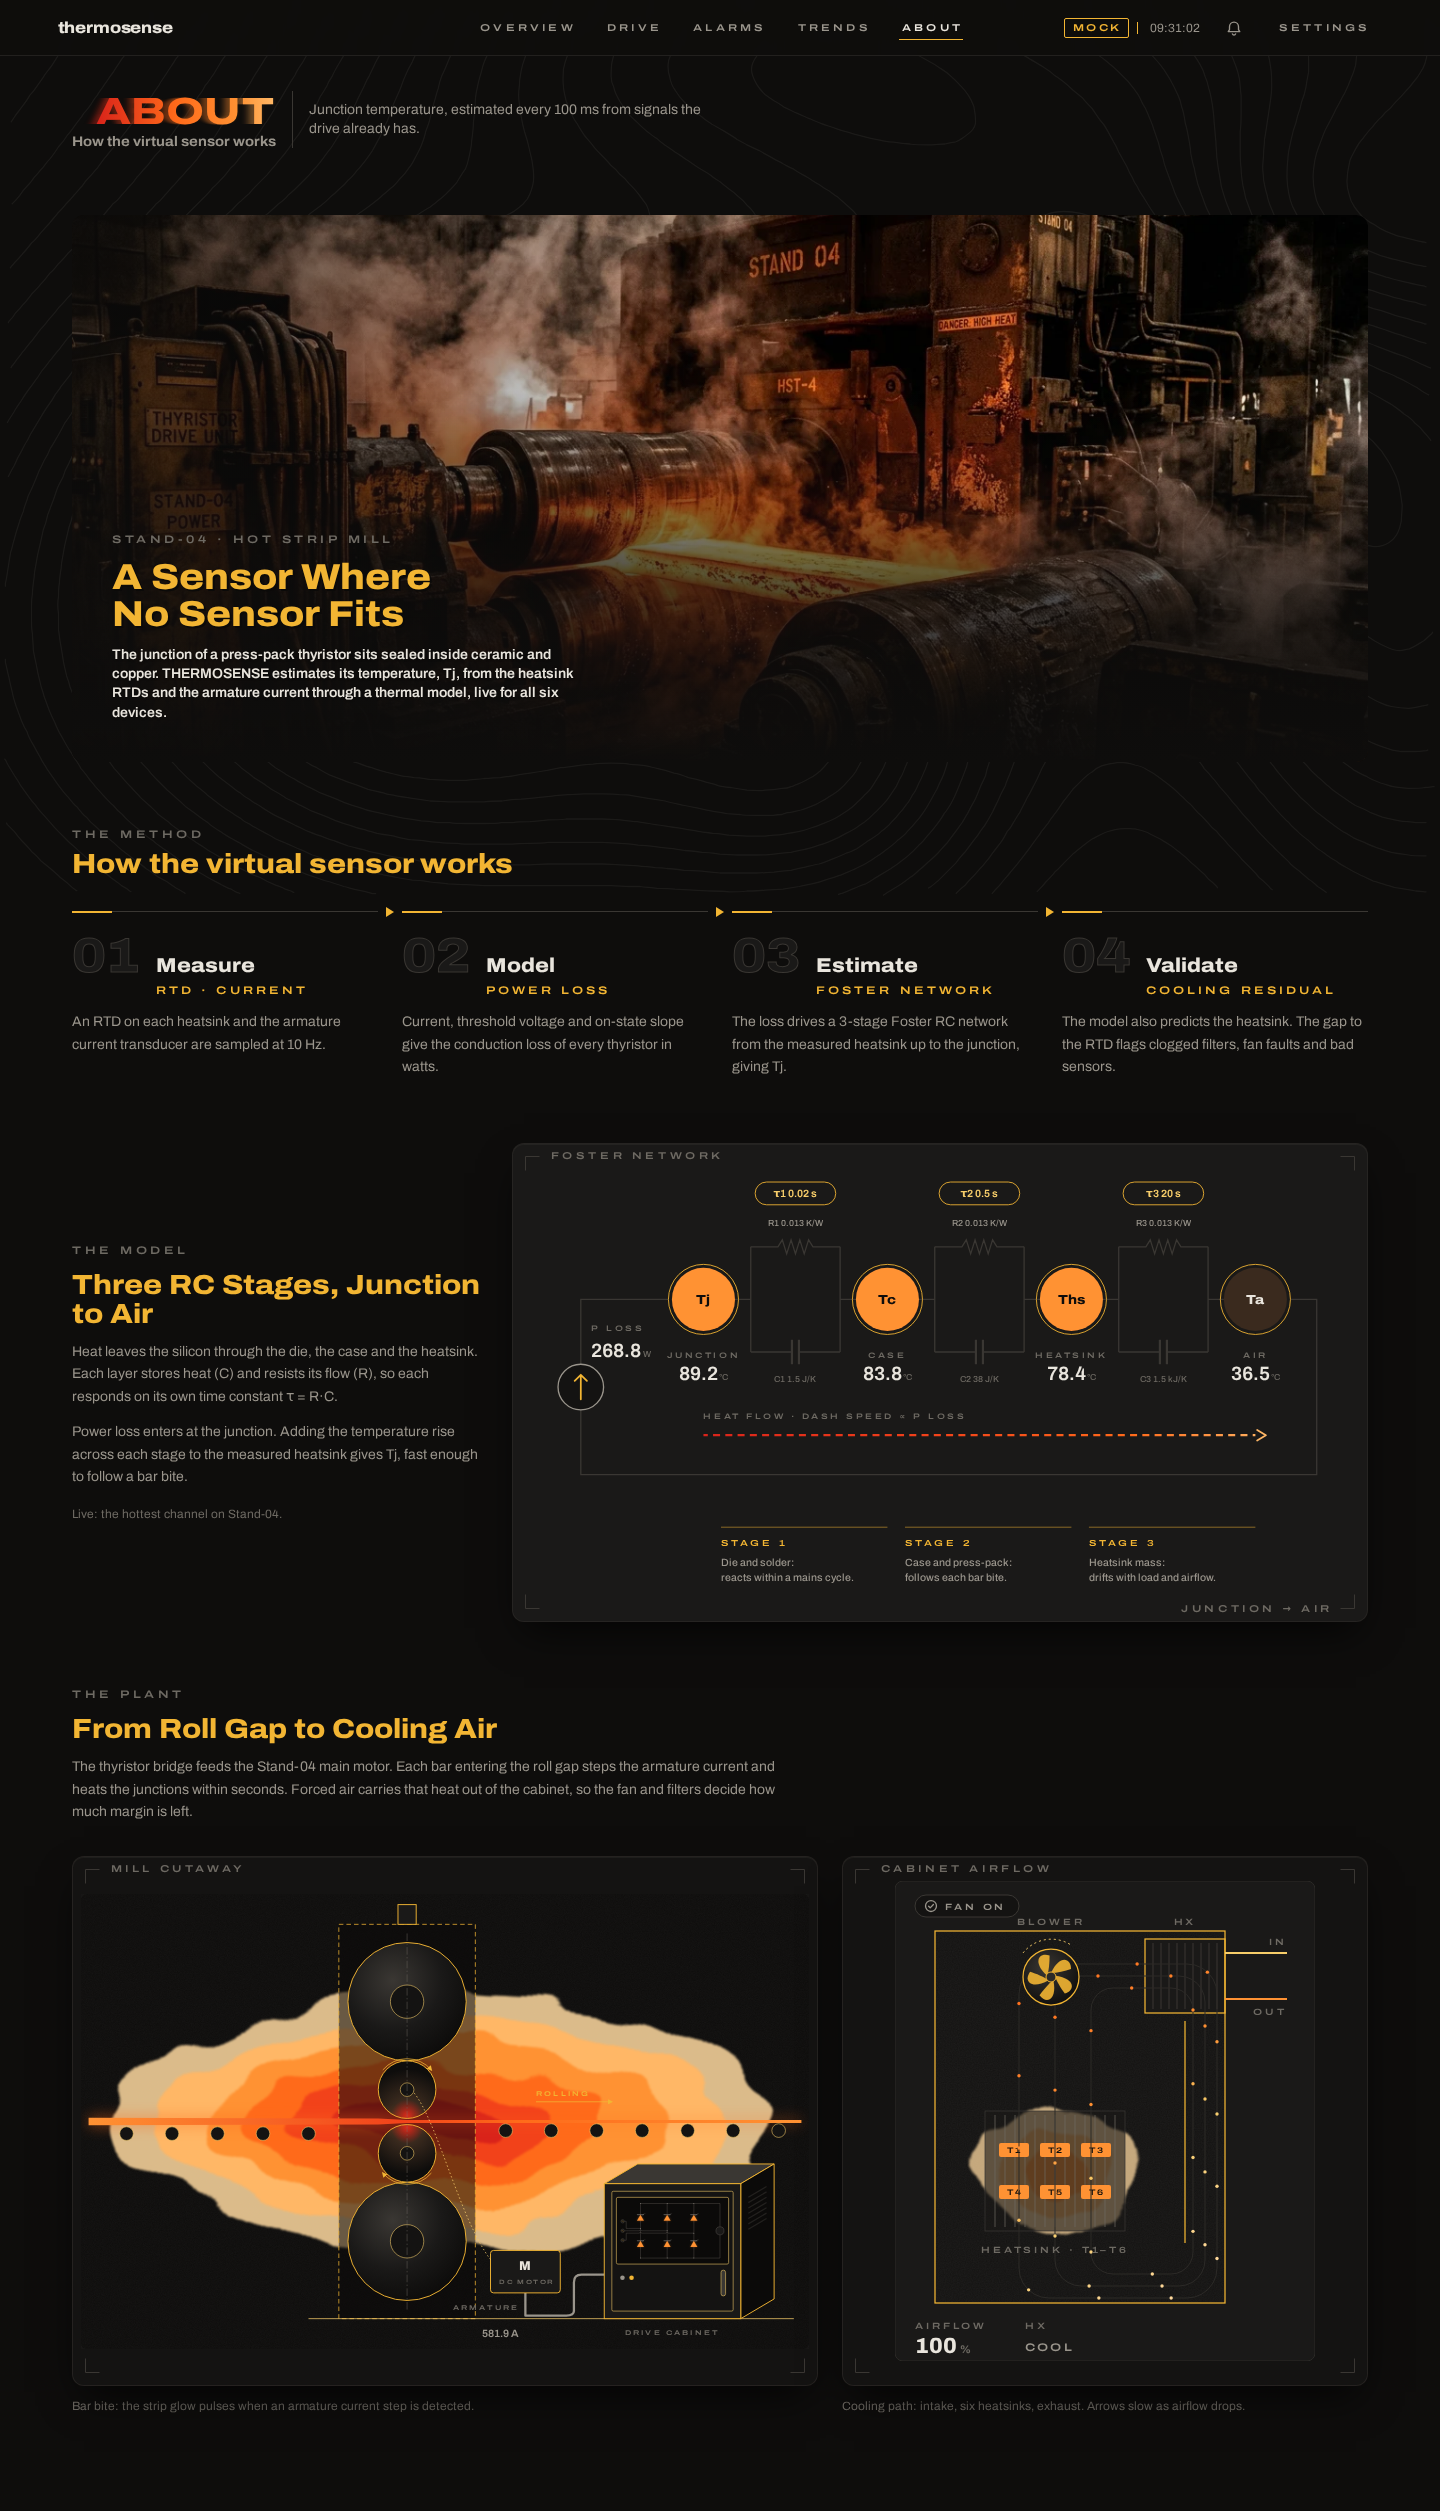 thermosense
OVERVIEW DRIVE ALARMS TRENDS ABOUT
MOCK 09:31:02 SETTINGS
ABOUT
How the virtual sensor works
Junction temperature, estimated every 100 ms from signals the
drive already has.
STAND 04
STAND 04
DANGER: HIGH HEAT
HST-4
THYRISTOR
DRIVE UNIT
STAND-04
POWER
STAND-04 · HOT STRIP MILL
A Sensor Where
No Sensor Fits
The junction of a press-pack thyristor sits sealed inside ceramic and
copper. THERMOSENSE estimates its temperature, Tj, from the heatsink
RTDs and the armature current through a thermal model, live for all six
devices.
THE METHOD
How the virtual sensor works
01 Measure
RTD · CURRENT
An RTD on each heatsink and the armature
current transducer are sampled at 10 Hz.
02 Model
POWER LOSS
Current, threshold voltage and on-state slope
give the conduction loss of every thyristor in
watts.
03 Estimate
FOSTER NETWORK
The loss drives a 3-stage Foster RC network
from the measured heatsink up to the junction,
giving Tj.
04 Validate
COOLING RESIDUAL
The model also predicts the heatsink. The gap to
the RTD flags clogged filters, fan faults and bad
sensors.
THE MODEL
Three RC Stages, Junction
to Air
Heat leaves the silicon through the die, the case and the heatsink.
Each layer stores heat (C) and resists its flow (R), so each
responds on its own time constant τ = R·C.
Power loss enters at the junction. Adding the temperature rise
across each stage to the measured heatsink gives Tj, fast enough
to follow a bar bite.
Live: the hottest channel on Stand-04.
FOSTER NETWORK
τ1 0.02 s τ2 0.5 s τ3 20 s
R1 0.013 K/W R2 0.013 K/W R3 0.013 K/W
Tj Tc Ths Ta
P LOSS
268.8 W
JUNCTION CASE HEATSINK AIR
89.2 °C C1 1.5 J/K 83.8 °C C2 38 J/K 78.4 °C C3 1.5 kJ/K 36.5 °C
HEAT FLOW · DASH SPEED ∝ P LOSS
STAGE 1
Die and solder:
reacts within a mains cycle.
STAGE 2
Case and press-pack:
follows each bar bite.
STAGE 3
Heatsink mass:
drifts with load and airflow.
JUNCTION → AIR
THE PLANT
From Roll Gap to Cooling Air
The thyristor bridge feeds the Stand-04 main motor. Each bar entering the roll gap steps the armature current and
heats the junctions within seconds. Forced air carries that heat out of the cabinet, so the fan and filters decide how
much margin is left.
MILL CUTAWAY
ROLLING
M
DC MOTOR
ARMATURE
581.9 A
DRIVE CABINET
Bar bite: the strip glow pulses when an armature current step is detected.
CABINET AIRFLOW
FAN ON
BLOWER HX
IN
OUT
T1 T2 T3
T4 T5 T6
HEATSINK · T1–T6
AIRFLOW HX
100 % COOL
Cooling path: intake, six heatsinks, exhaust. Arrows slow as airflow drops.